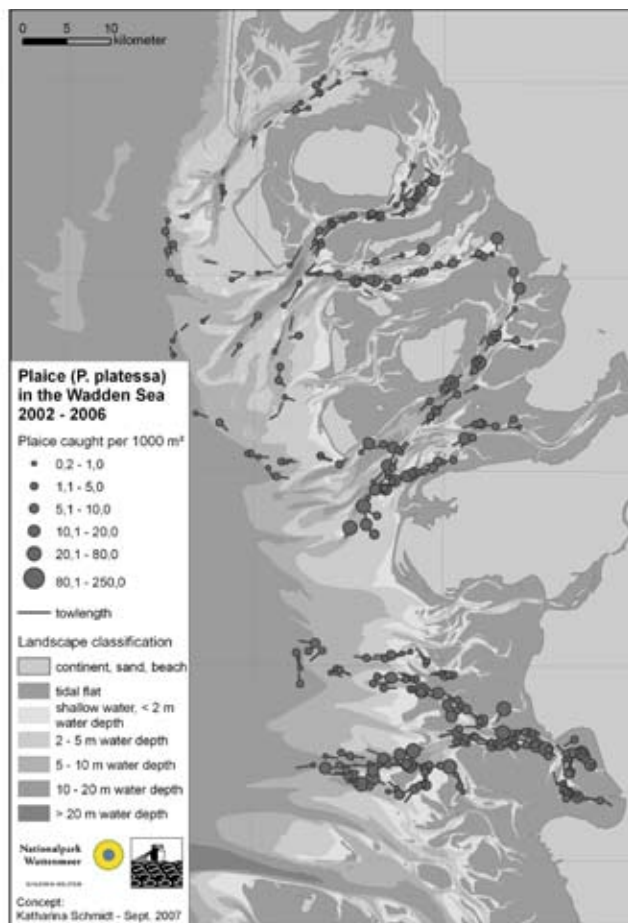 0 5 10
kilometer
Plaice (P. platessa)
in the Wadden Sea
2002 - 2006
Plaice caught per 1000 m²
0,2 - 1,0
1,1 - 5,0
5,1 - 10,0
10,1 - 20,0
20,1 - 80,0
80,1 - 250,0
towlength
Landscape classification
continent, sand, beach
tidal flat
shallow water, < 2 m
water depth
2 - 5 m water depth
5 - 10 m water depth
10 - 20 m water depth
> 20 m water depth
Nationalpark
Wattenmeer
Concept:
Katharina Schmidt - Sept. 2007